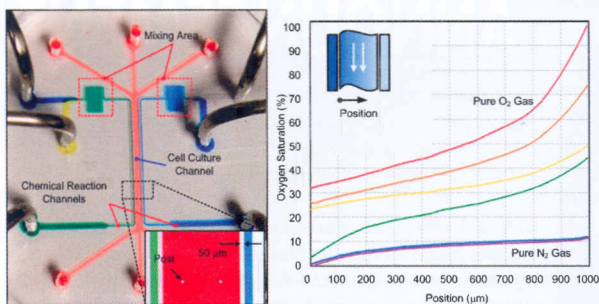 Mixing Area
Cell Culture
Channel
Chemical Reaction
Channels
Post
50 μm
Oxygen Saturation (%)
100
90
80
70
60
50
40
30
20
10
0
Position
Pure O₂ Gas
Pure N₂ Gas
0 100 200 300 400 500 600 700 800 900 1000
Position (μm)